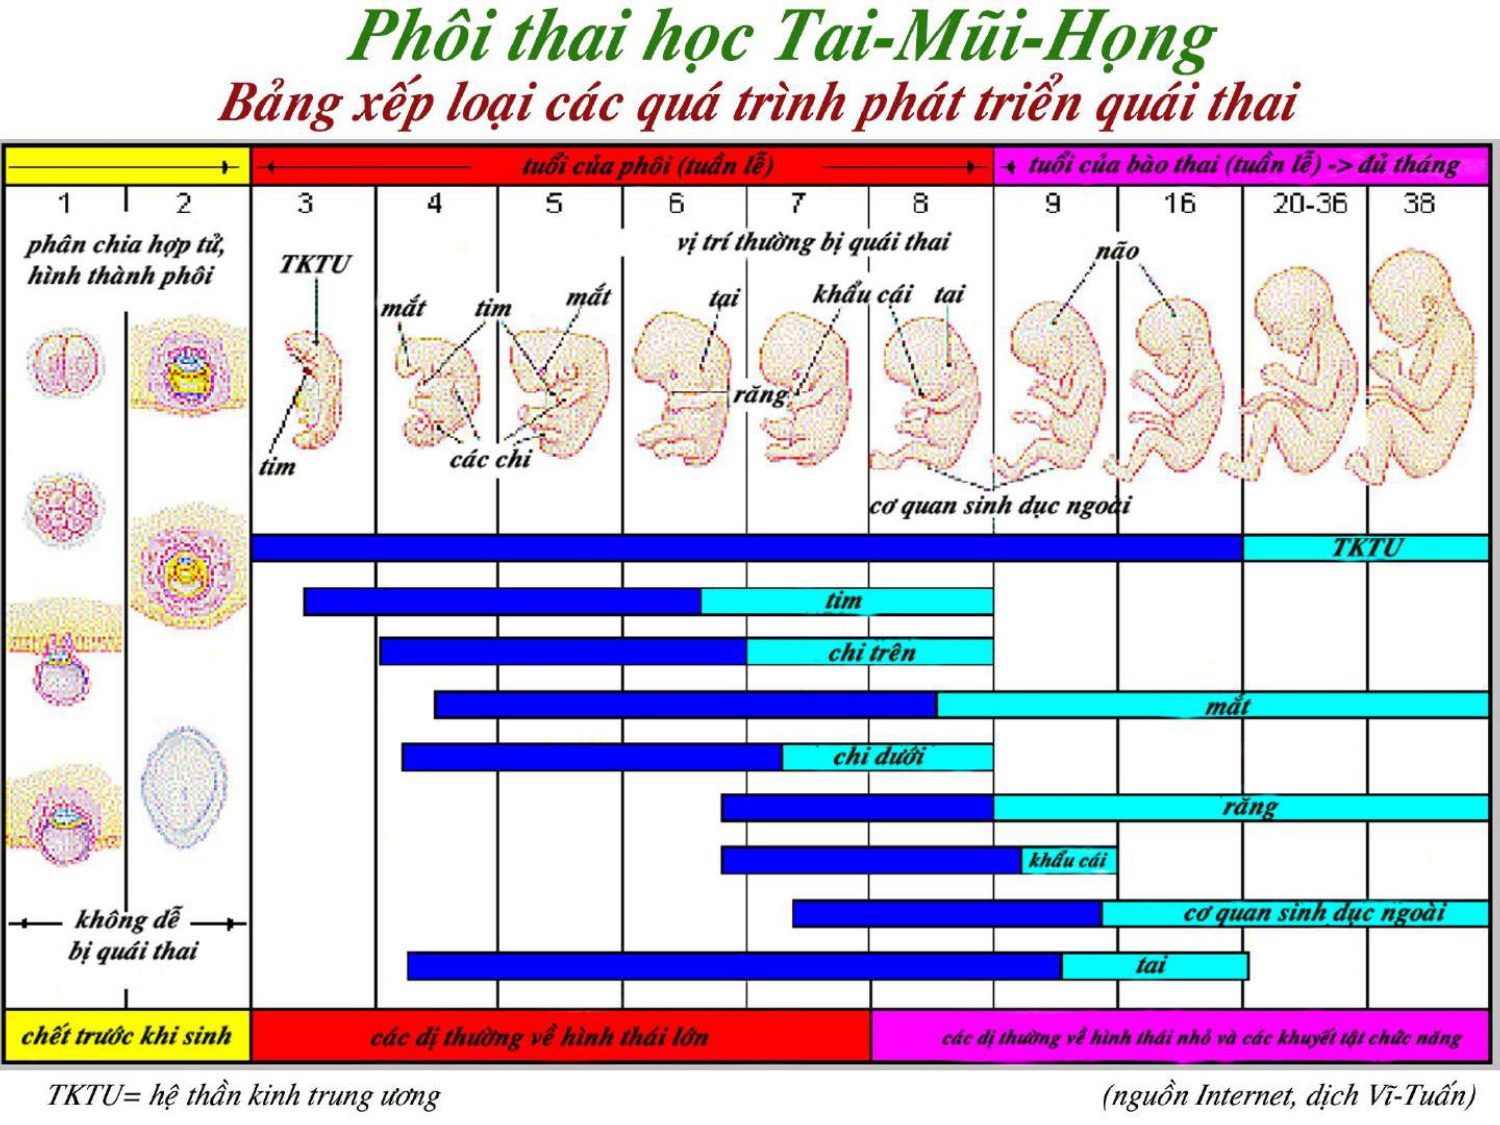 Phôi thai học Tai-Mũi-Họng
Bảng xếp loại các quá trình phát triển quái thai
tuổi của phôi (tuần lễ)
tuổi của bào thai (tuần lễ) -> đủ tháng
1 2 3 4 5 6 7 8 9 16 20-36 38
phân chia hợp tử,
hình thành phôi
TKTU
tim
mắt
tim
mắt
các chi
vị trí thường bị quái thai
tại
khẩu cái
tai
răng
não
cơ quan sinh dục ngoài
TKTU
tim
chi trên
mắt
chi dưới
răng
khẩu cái
cơ quan sinh dục ngoài
tai
không dễ
bị quái thai
chết trước khi sinh
các dị thường về hình thái lớn
các dị thường về hình thái nhỏ và các khuyết tật chức năng
TKTU= hệ thần kinh trung ương
(nguồn Internet, dịch Vĩ-Tuấn)